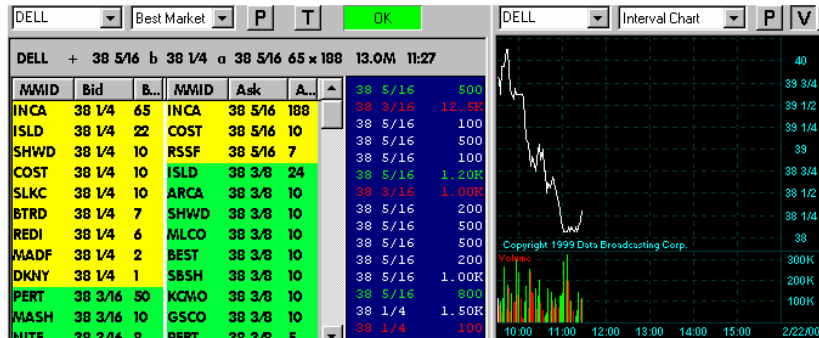 DELL Best Market P T OK
DELL + 38 5/16 b 38 1/4 a 38 5/16 65 x 188 13.0M 11:27
MMID Bid B... MMID Ask A...
INCA 38 1/4 65 INCA 38 5/16 188
ISLD 38 1/4 22 COST 38 5/16 10
SHWD 38 1/4 10 RSSF 38 5/16 7
COST 38 1/4 10 ISLD 38 3/8 24
SLKC 38 1/4 10 ARCA 38 3/8 10
BTRD 38 1/4 7 SHWD 38 3/8 10
REDI 38 1/4 6 MLCO 38 3/8 10
MADF 38 1/4 2 BEST 38 3/8 10
DKNY 38 1/4 1 SBSH 38 3/8 10
PERT 38 3/16 50 KCMO 38 3/8 10
MASH 38 3/16 10 GSCO 38 3/8 10
NITE 38 3/16 8 PERT 38 3/8 5
38 5/16 500
38 3/16 12.5K
38 5/16 100
38 5/16 500
38 5/16 100
38 5/16 1.20K
38 3/16 1.00K
38 5/16 200
38 5/16 500
38 5/16 500
38 5/16 200
38 5/16 1.00K
38 5/16 800
38 1/4 1.50K
38 1/4 100
DELL Interval Chart P V
40
39 3/4
39 1/2
39 1/4
39
38 3/4
38 1/2
38 1/4
38
Copyright 1999 Data Broadcasting Corp.
Volume
300K
200K
100K
10:00 11:00 12:00 13:00 14:00 15:00 2/22/00